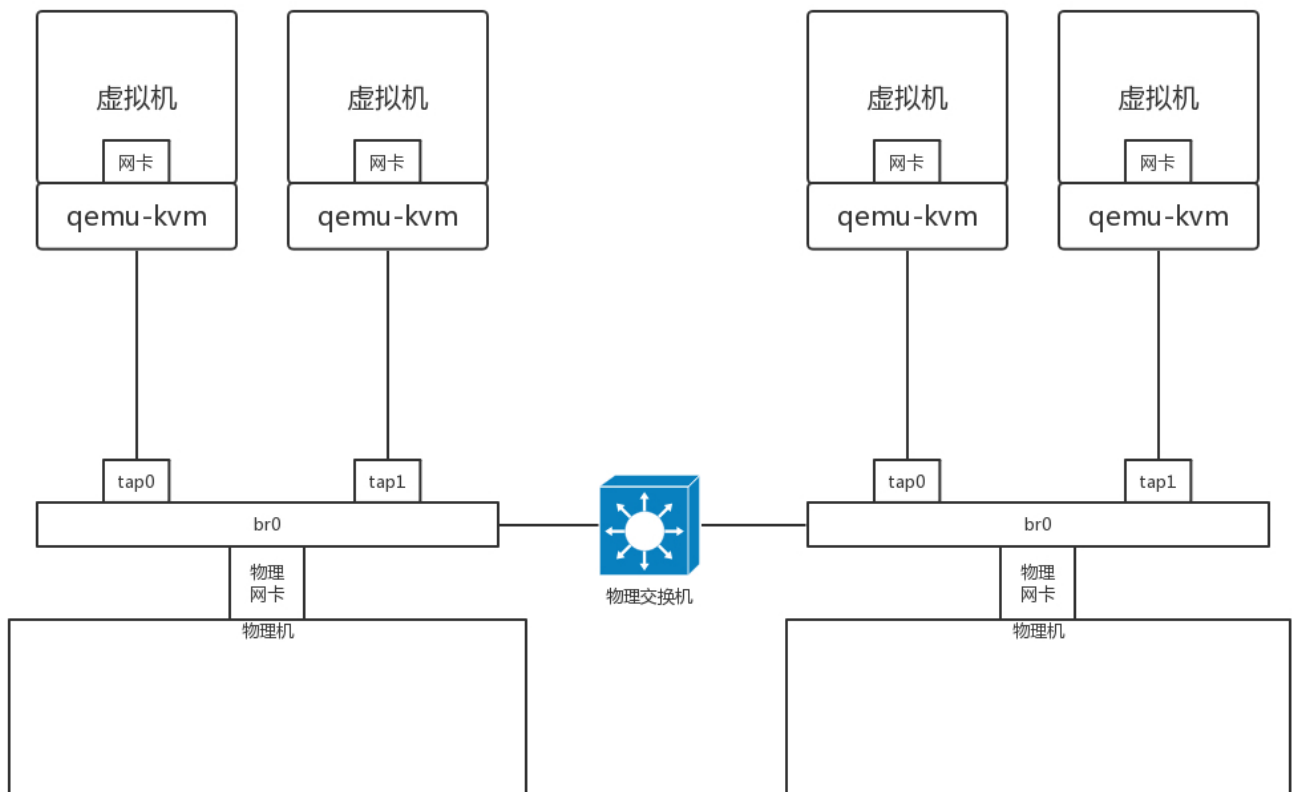 虚拟机
虚拟机
虚拟机
虚拟机
网卡
网卡
网卡
网卡
qemu-kvm
qemu-kvm
qemu-kvm
qemu-kvm
tap0
tap1
tap0
tap1
br0
br0
物理
网卡
物理交换机
物理
网卡
物理机
物理机